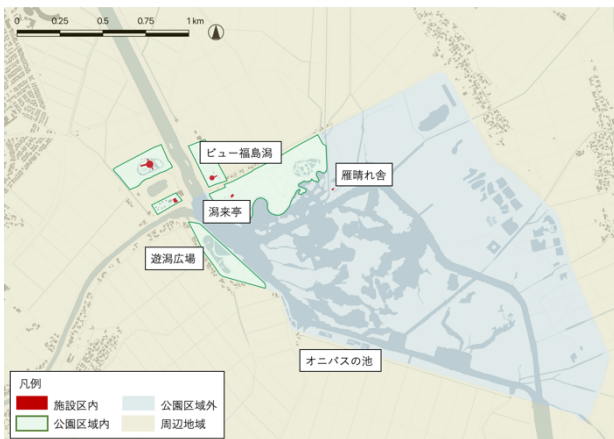 0 0.25 0.5 0.75 1 km
ビュー福島潟
雁晴れ舎
潟来亭
遊潟広場
オニバスの池
凡例
施設区内 公園区域外
公園区域内 周辺地域